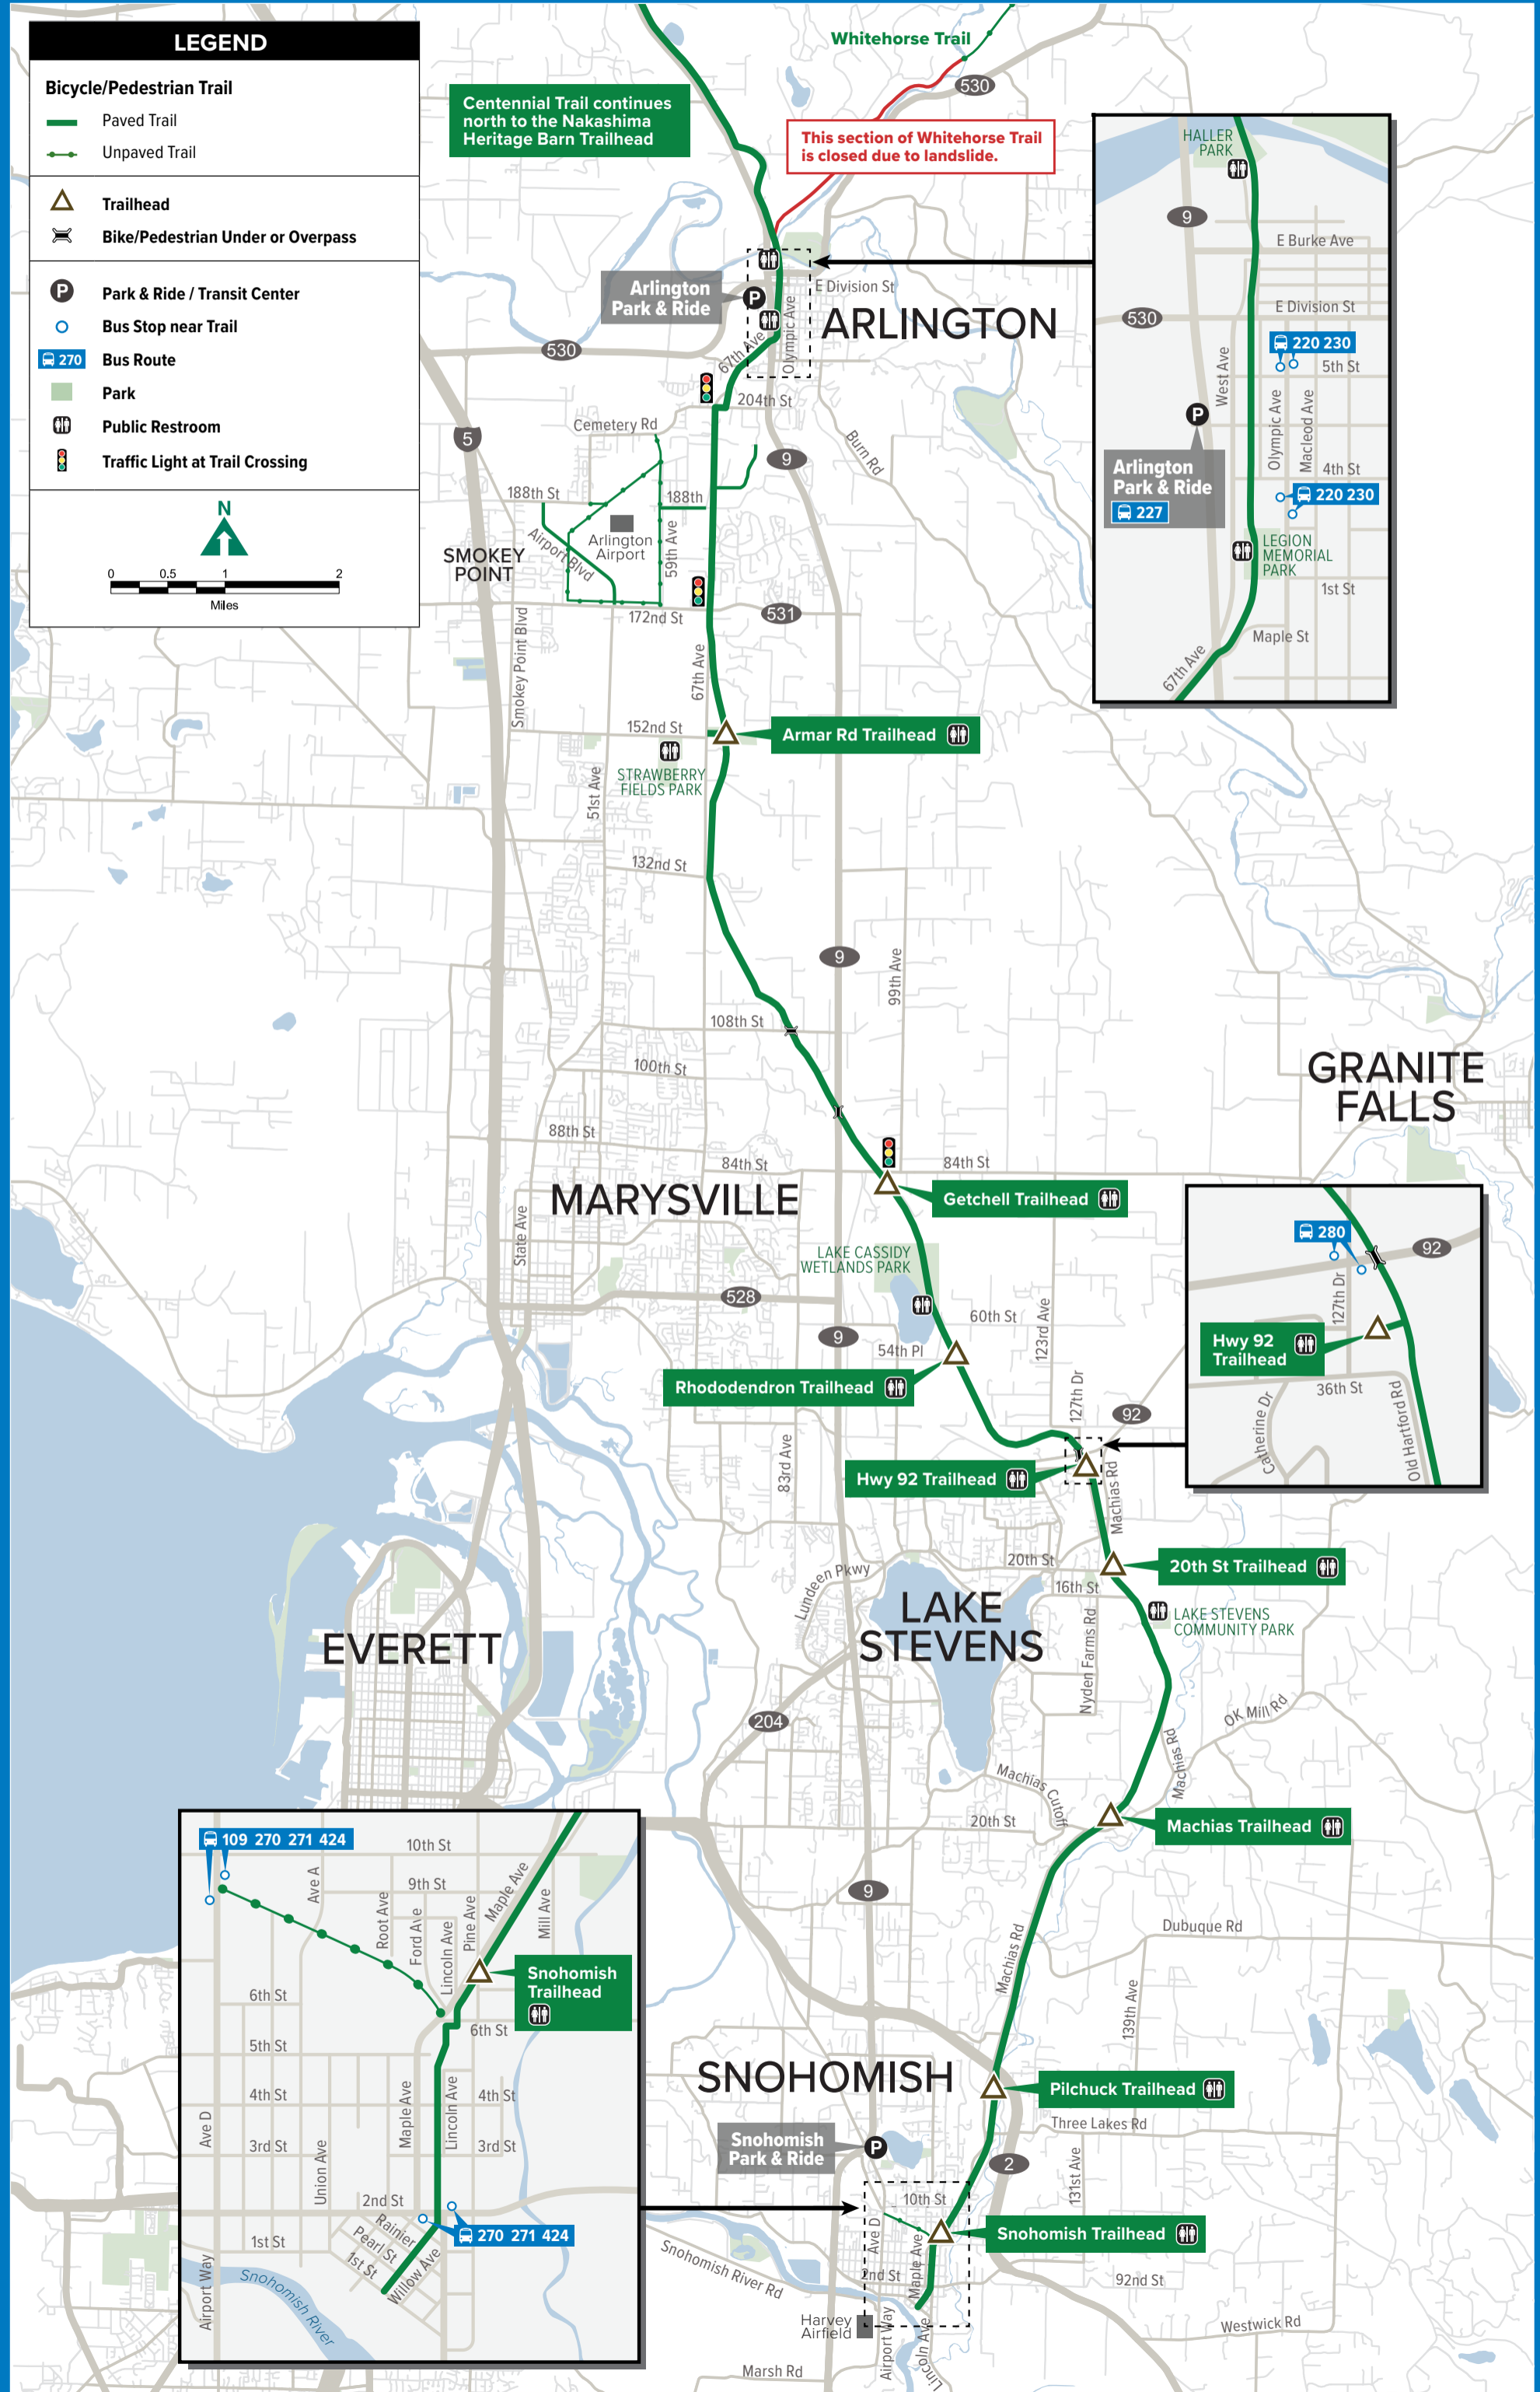 LEGEND
Bicycle/Pedestrian Trail
Paved Trail
Unpaved Trail
Trailhead
Bike/Pedestrian Under or Overpass
P Park & Ride / Transit Center
Bus Stop near Trail
270 Bus Route
Park
Public Restroom
Traffic Light at Trail Crossing
N
0 0.5 1 2
Miles
Whitehorse Trail
530
Centennial Trail continues
north to the Nakashima
Heritage Barn Trailhead
This section of Whitehorse Trail
is closed due to landslide.
Arlington
Park & Ride
P
E Division St
Olympic Ave
ARLINGTON
530
67th Ave
204th St
Cemetery Rd
5
9
Burn Rd
188th St
188th
Arlington
Airport
Airport Blvd
59th Ave
SMOKEY
POINT
172nd St
531
Smokey Point Blvd
67th Ave
152nd St
Armar Rd Trailhead
STRAWBERRY
FIELDS PARK
51st Ave
132nd St
9
99th Ave
108th St
100th St
88th St
84th St
84th St
MARYSVILLE
Getchell Trailhead
GRANITE
FALLS
State Ave
LAKE CASSIDY
WETLANDS PARK
528
9
60th St
54th Pl
123rd Ave
Rhododendron Trailhead
127th Dr
92
83rd Ave
Hwy 92 Trailhead
Machias Rd
20th St
20th St Trailhead
16th St
Lundeen Pkwy
LAKE
STEVENS
LAKE STEVENS
COMMUNITY PARK
Nyden Farms Rd
EVERETT
204
OK Mill Rd
Machias Rd
Machias Cutoff
20th St
Machias Trailhead
9
Dubuque Rd
Machias Rd
139th Ave
SNOHOMISH
Pilchuck Trailhead
Three Lakes Rd
Snohomish
Park & Ride
P
2
131st Ave
10th St
Ave D
Snohomish Trailhead
Maple Ave
2nd St
Snohomish River Rd
92nd St
Harvey
Airfield
Westwick Rd
Airport Way
Lincoln Ave
Marsh Rd
HALLER
PARK
9
E Burke Ave
E Division St
530
220 230
5th St
West Ave
Olympic Ave
Macleod Ave
P
Arlington
Park & Ride
227
4th St
220 230
LEGION
MEMORIAL
PARK
1st St
Maple St
67th Ave
280
92
127th Dr
Hwy 92
Trailhead
36th St
Catherine Dr
Old Hartford Rd
109 270 271 424
10th St
Ave A
9th St
Root Ave
Ford Ave
Lincoln Ave
Pine Ave
Maple Ave
Mill Ave
Snohomish
Trailhead
6th St
6th St
5th St
4th St
4th St
Ave D
Maple Ave
Lincoln Ave
3rd St
3rd St
Union Ave
2nd St
Rainier
Pearl St
1st St
270 271 424
1st St
Willow Ave
Airport Way
Snohomish River